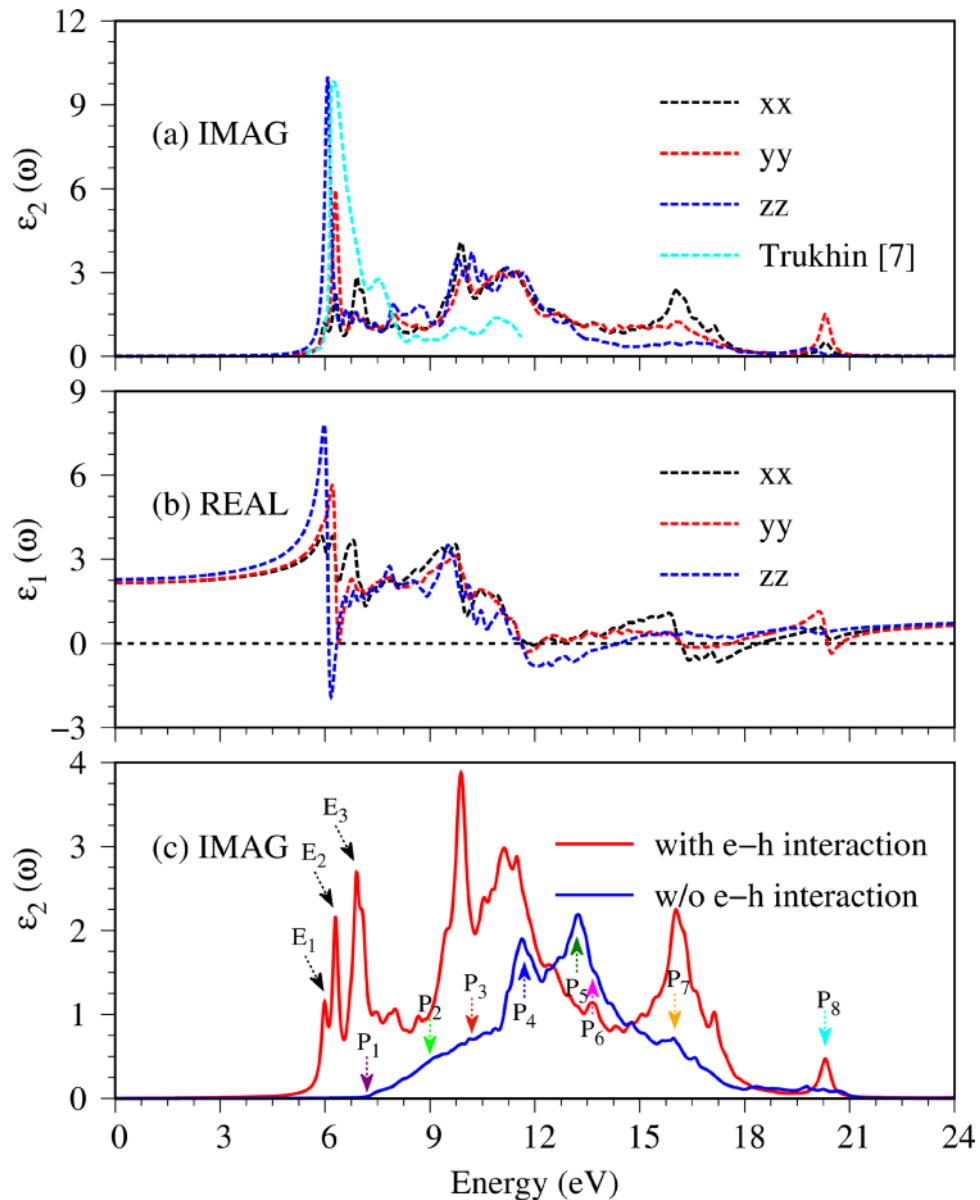 12
9
6
3
0
ε₂ (ω)
(a) IMAG
xx
yy
zz
Trukhin [7]
9
6
3
0
−3
ε₁ (ω)
(b) REAL
xx
yy
zz
4
3
2
1
0
ε₂ (ω)
(c) IMAG
with e−h interaction
w/o e−h interaction
E₁
E₂
E₃
P₁
P₂
P₃
P₄
P₅
P₆
P₇
P₈
0 3 6 9 12 15 18 21 24
Energy (eV)